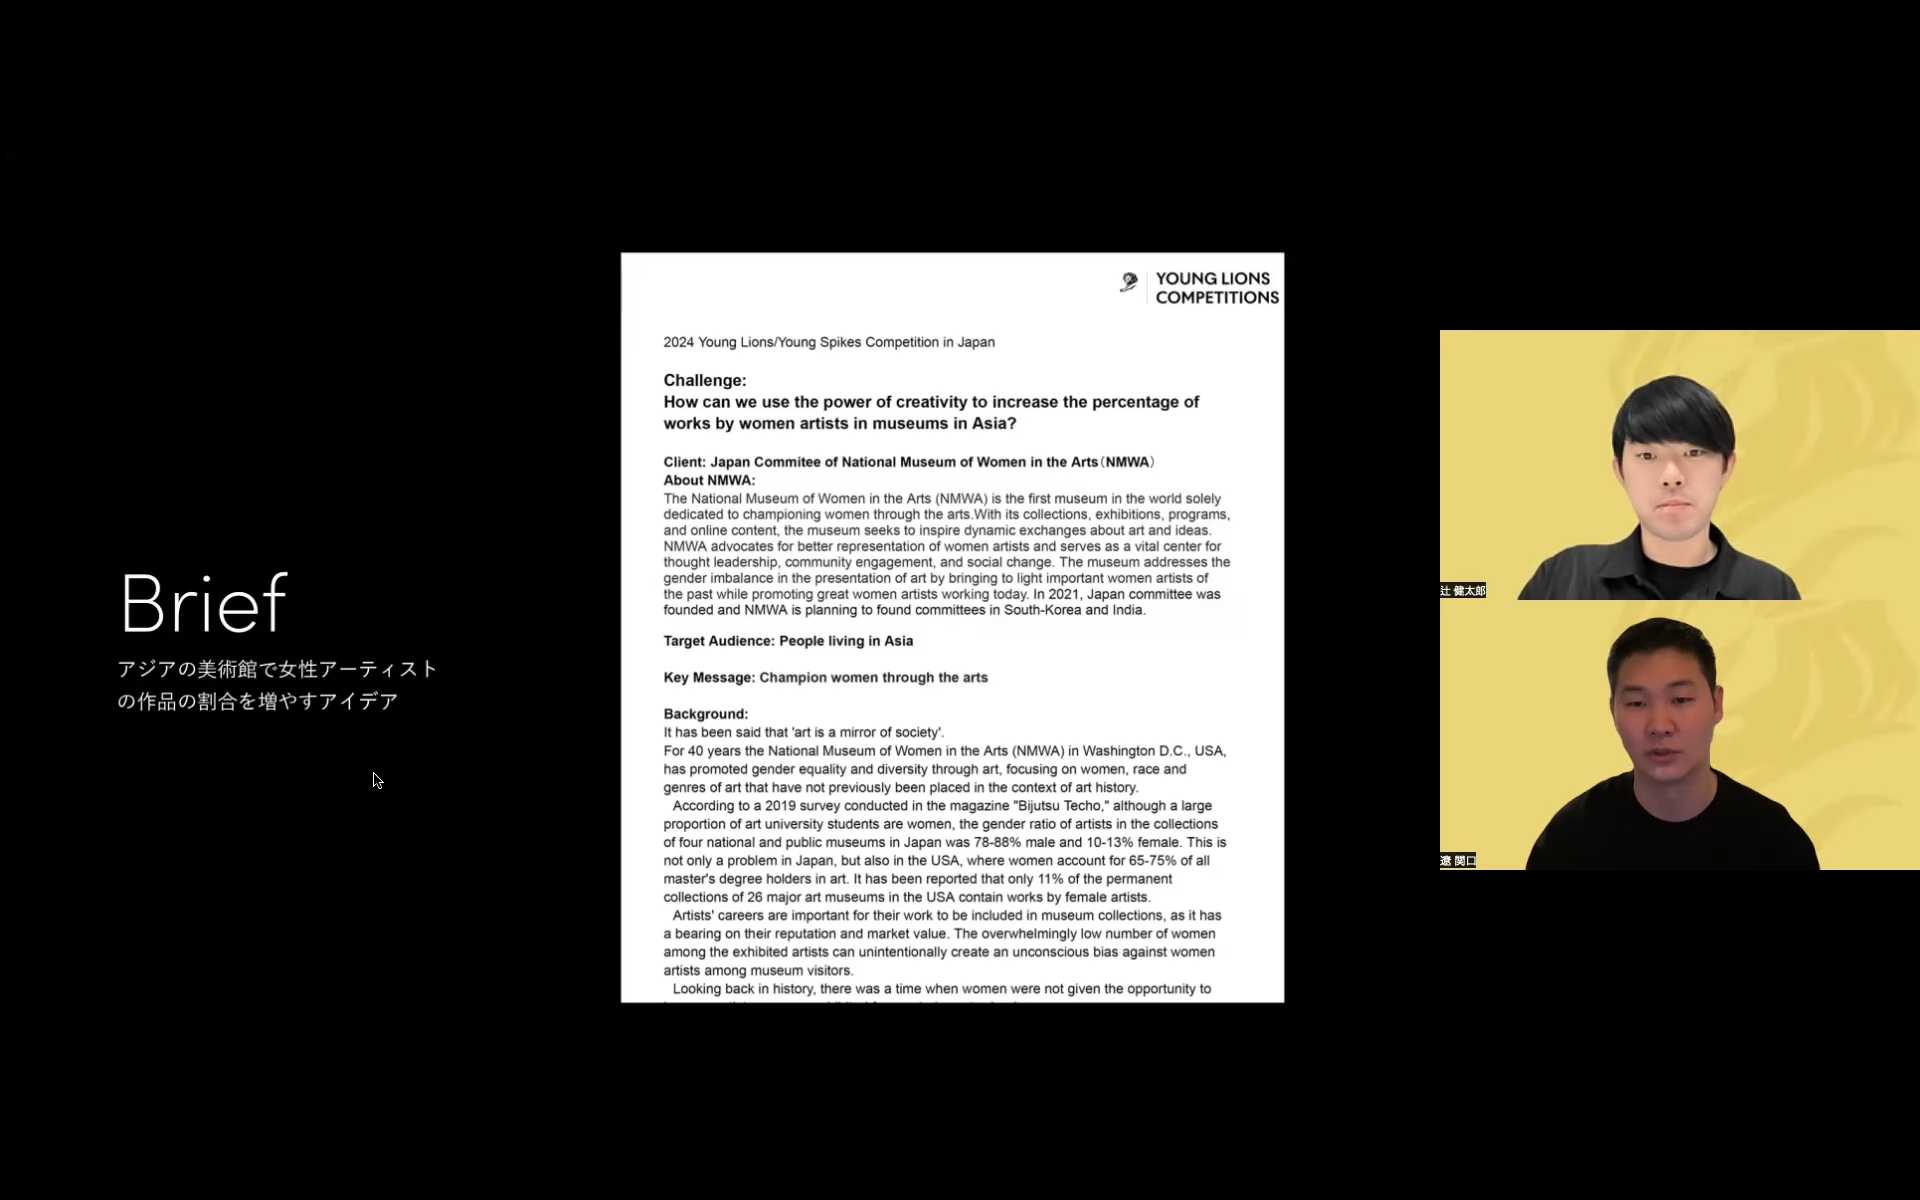 Brief
アジアの美術館で女性アーティスト
の作品の割合を増やすアイデア
YOUNG LIONS
COMPETITIONS
2024 Young Lions/Young Spikes Competition in Japan
Challenge:
How can we use the power of creativity to increase the percentage of
works by women artists in museums in Asia?
Client: Japan Commitee of National Museum of Women in the Arts（NMWA）
About NMWA:
The National Museum of Women in the Arts (NMWA) is the first museum in the world solely
dedicated to championing women through the arts.With its collections, exhibitions, programs,
and online content, the museum seeks to inspire dynamic exchanges about art and ideas.
NMWA advocates for better representation of women artists and serves as a vital center for
thought leadership, community engagement, and social change. The museum addresses the
gender imbalance in the presentation of art by bringing to light important women artists of
the past while promoting great women artists working today. In 2021, Japan committee was
founded and NMWA is planning to found committees in South-Korea and India.
Target Audience: People living in Asia
Key Message: Champion women through the arts
Background:
It has been said that 'art is a mirror of society'.
For 40 years the National Museum of Women in the Arts (NMWA) in Washington D.C., USA,
has promoted gender equality and diversity through art, focusing on women, race and
genres of art that have not previously been placed in the context of art history.
According to a 2019 survey conducted in the magazine "Bijutsu Techo," although a large
proportion of art university students are women, the gender ratio of artists in the collections
of four national and public museums in Japan was 78-88% male and 10-13% female. This is
not only a problem in Japan, but also in the USA, where women account for 65-75% of all
master's degree holders in art. It has been reported that only 11% of the permanent
collections of 26 major art museums in the USA contain works by female artists.
Artists' careers are important for their work to be included in museum collections, as it has
a bearing on their reputation and market value. The overwhelmingly low number of women
among the exhibited artists can unintentionally create an unconscious bias against women
artists among museum visitors.
Looking back in history, there was a time when women were not given the opportunity to
辻 健太郎
遼 関口